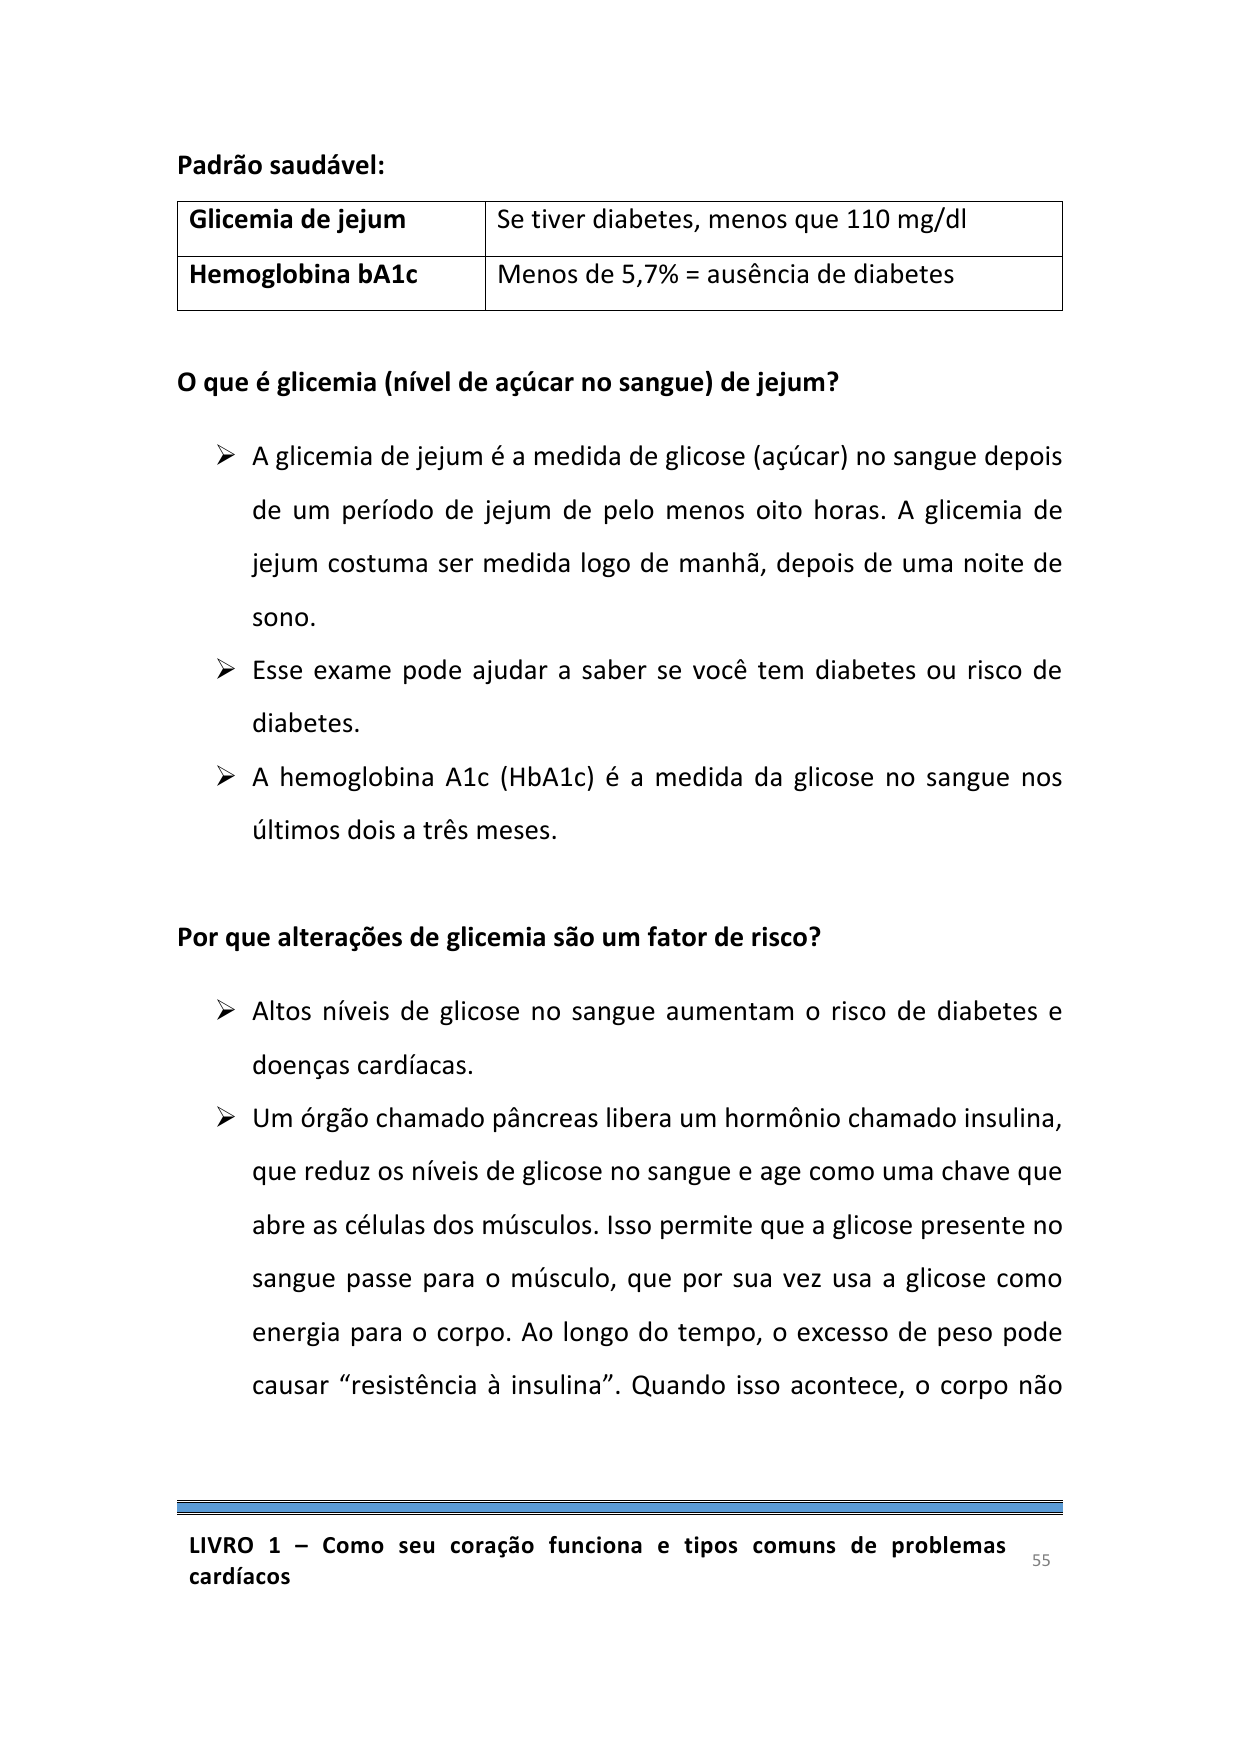 Padrão saudável:
Glicemia de jejum Se tiver diabetes, menos que 110 mg/dl
Hemoglobina bA1c Menos de 5,7% = ausência de diabetes
O que é glicemia (nível de açúcar no sangue) de jejum?
➢ A glicemia de jejum é a medida de glicose (açúcar) no sangue depois
de um período de jejum de pelo menos oito horas. A glicemia de
jejum costuma ser medida logo de manhã, depois de uma noite de
sono.
➢ Esse exame pode ajudar a saber se você tem diabetes ou risco de
diabetes.
➢ A hemoglobina A1c (HbA1c) é a medida da glicose no sangue nos
últimos dois a três meses.
Por que alterações de glicemia são um fator de risco?
➢ Altos níveis de glicose no sangue aumentam o risco de diabetes e
doenças cardíacas.
➢ Um órgão chamado pâncreas libera um hormônio chamado insulina,
que reduz os níveis de glicose no sangue e age como uma chave que
abre as células dos músculos. Isso permite que a glicose presente no
sangue passe para o músculo, que por sua vez usa a glicose como
energia para o corpo. Ao longo do tempo, o excesso de peso pode
causar “resistência à insulina”. Quando isso acontece, o corpo não
LIVRO 1 – Como seu coração funciona e tipos comuns de problemas
cardíacos
55